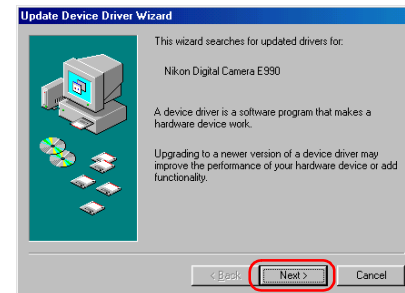 Update Device Driver Wizard
This wizard searches for updated drivers for:
Nikon Digital Camera E990
A device driver is a software program that makes a
hardware device work.
Upgrading to a newer version of a device driver may
improve the performance of your hardware device or add
functionality.
< Back Next > Cancel